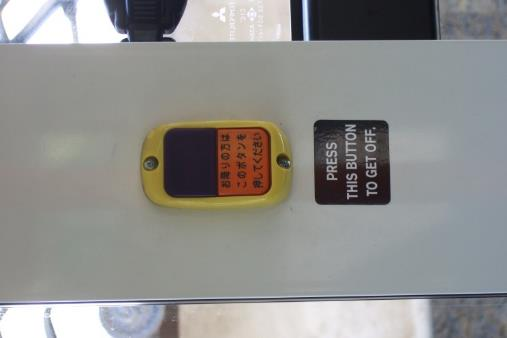 お降りの方は
このボタンを
押してください
PRESS
THIS BUTTON
TO GET OFF.